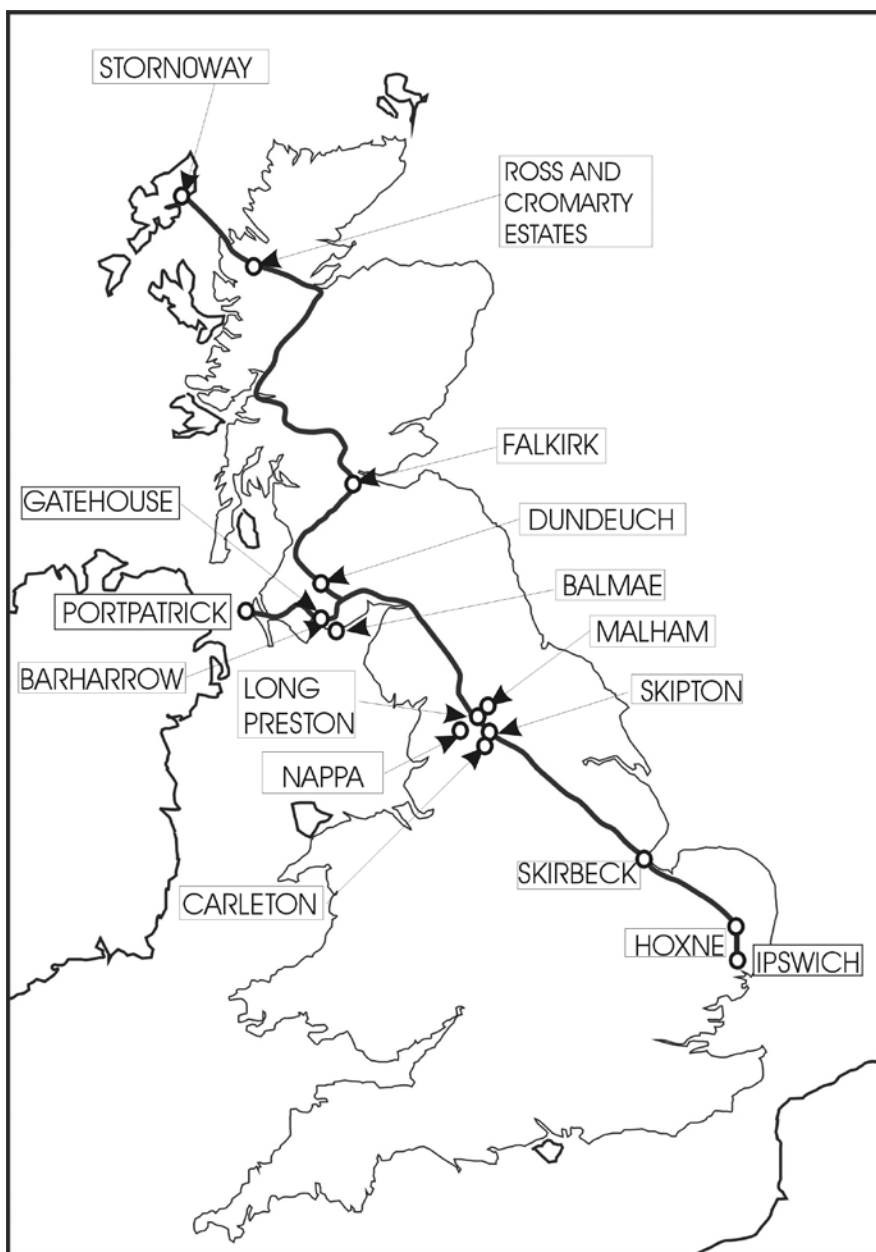 STORN0WAY
ROSS AND
CROMARTY
ESTATES
FALKIRK
GATEHOUSE
DUNDEUCH
BALMAE
PORTPATRICK
MALHAM
BARHARROW
LONG
PRESTON
SKIPTON
NAPPA
SKIRBECK
CARLETON
HOXNE
IPSWICH